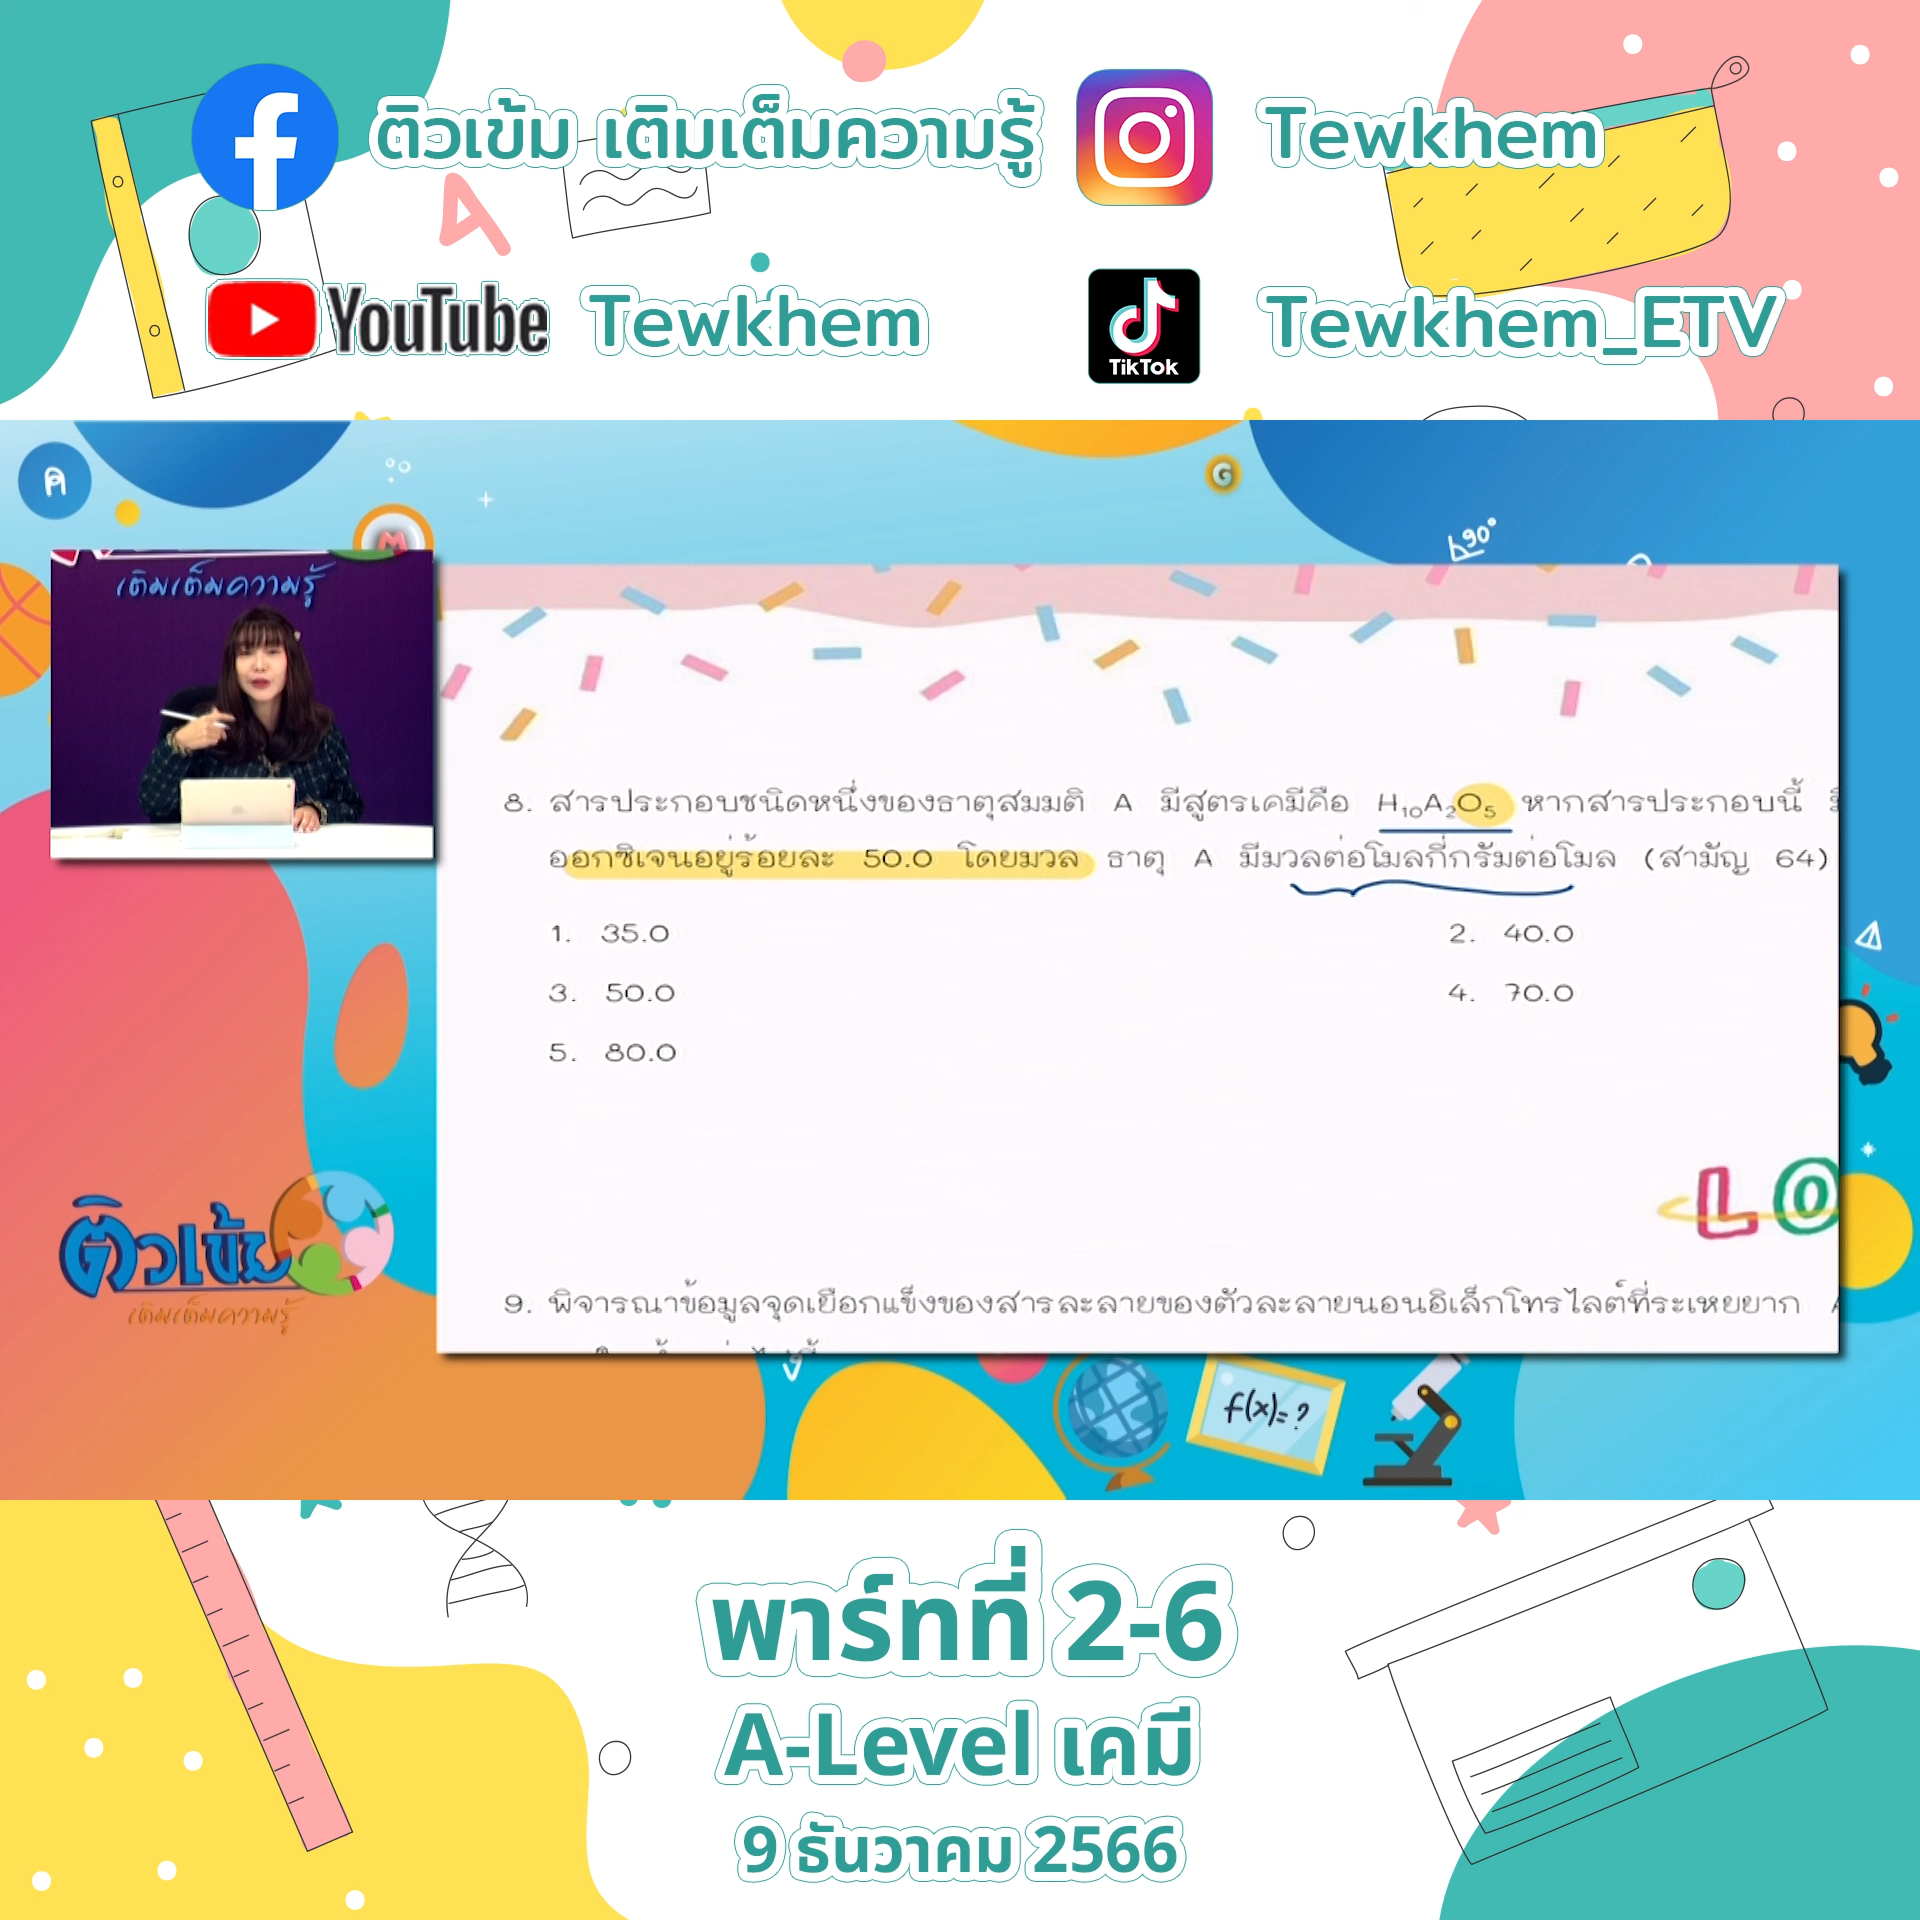 ติวเข้ม เติมเต็มความรู้
Tewkhem
YouTube Tewkhem
TikTok
Tewkhem_ETV
ค
M
G
90°
เติมเต็มความรู้
8. สารประกอบชนิดหนึ่งของธาตุสมมติ A มีสูตรเคมีคือ H₁₀A₂O₅ หากสารประกอบนี้
ออกซิเจนอยู่ร้อยละ 50.0 โดยมวล ธาตุ A มีมวลต่อโมลกี่กรัมต่อโมล (สามัญ 64)
1. 35.0
2. 40.0
3. 50.0
4. 70.0
5. 80.0
LO
ติวเข้ม
เติมเต็มความรู้
9. พิจารณาข้อมูลจุดเยือกแข็งของสารละลายของตัวละลายนอนอิเล็กโทรไลต์ที่ระเหยยาก
f(x)=?
พาร์ทที่ 2-6
A-Level เคมี
9 ธันวาคม 2566